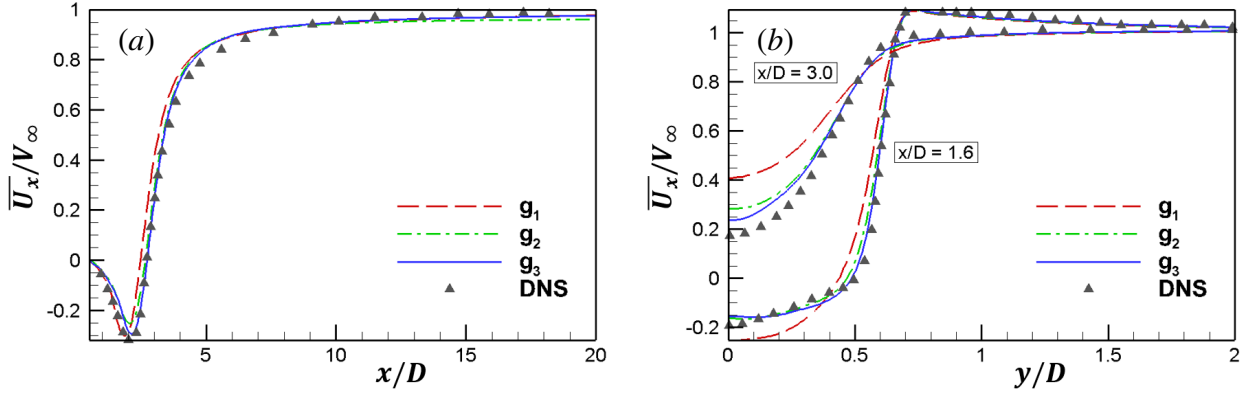 (a)
U̅ₓ/V∞
1
0.8
0.6
0.4
0.2
0
-0.2
5
10
15
20
x/D
g₁
g₂
g₃
DNS
(b)
U̅ₓ/V∞
1
0.8
0.6
0.4
0.2
0
-0.2
0
0.5
1
1.5
2
y/D
x/D = 3.0
x/D = 1.6
g₁
g₂
g₃
DNS